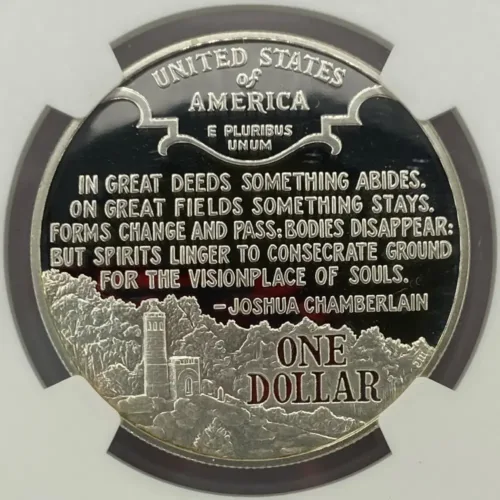 UNITED STATES
of
AMERICA
E PLURIBUS
UNUM
IN GREAT DEEDS SOMETHING ABIDES.
ON GREAT FIELDS SOMETHING STAYS.
FORMS CHANGE AND PASS: BODIES DISAPPEAR:
BUT SPIRITS LINGER TO CONSECRATE GROUND
FOR THE VISIONPLACE OF SOULS.
–JOSHUA CHAMBERLAIN
ONE
DOLLAR